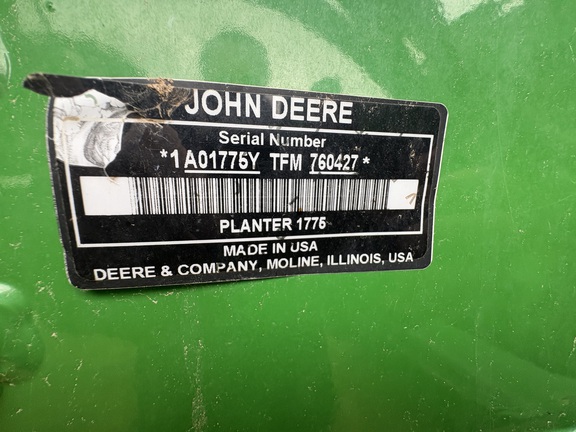 JOHN DEERE
Serial Number
*1A01775Y TFM 760427*
PLANTER 1775
MADE IN USA
DEERE & COMPANY, MOLINE, ILLINOIS, USA